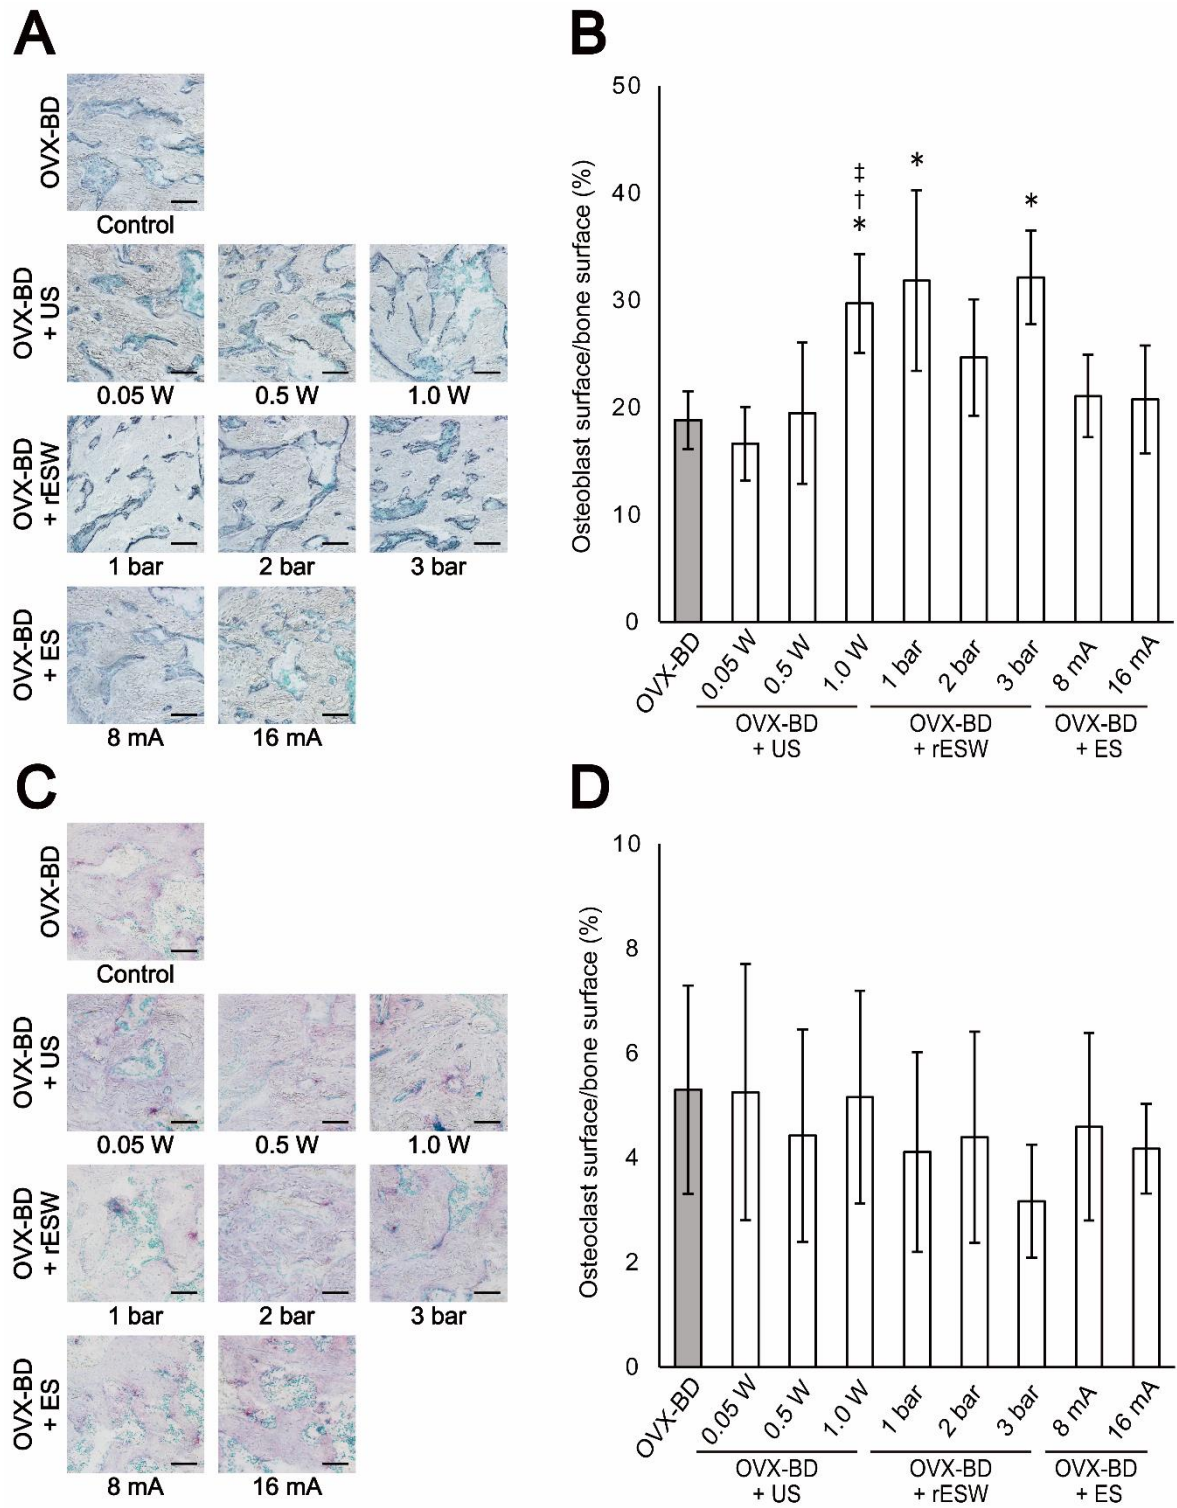 A
OVX-BD
Control
OVX-BD
+ US
0.05 W
0.5 W
1.0 W
OVX-BD
+ rESW
1 bar
2 bar
3 bar
OVX-BD
+ ES
8 mA
16 mA
B
Osteoblast surface/bone surface (%)
50
40
30
20
10
0
‡
†
*
*
*
OVX-BD
0.05 W
0.5 W
1.0 W
1 bar
2 bar
3 bar
8 mA
16 mA
OVX-BD
+ US
OVX-BD
+ rESW
OVX-BD
+ ES
C
OVX-BD
Control
OVX-BD
+ US
0.05 W
0.5 W
1.0 W
OVX-BD
+ rESW
1 bar
2 bar
3 bar
OVX-BD
+ ES
8 mA
16 mA
D
Osteoclast surface/bone surface (%)
10
8
6
4
2
0
OVX-BD
0.05 W
0.5 W
1.0 W
1 bar
2 bar
3 bar
8 mA
16 mA
OVX-BD
+ US
OVX-BD
+ rESW
OVX-BD
+ ES